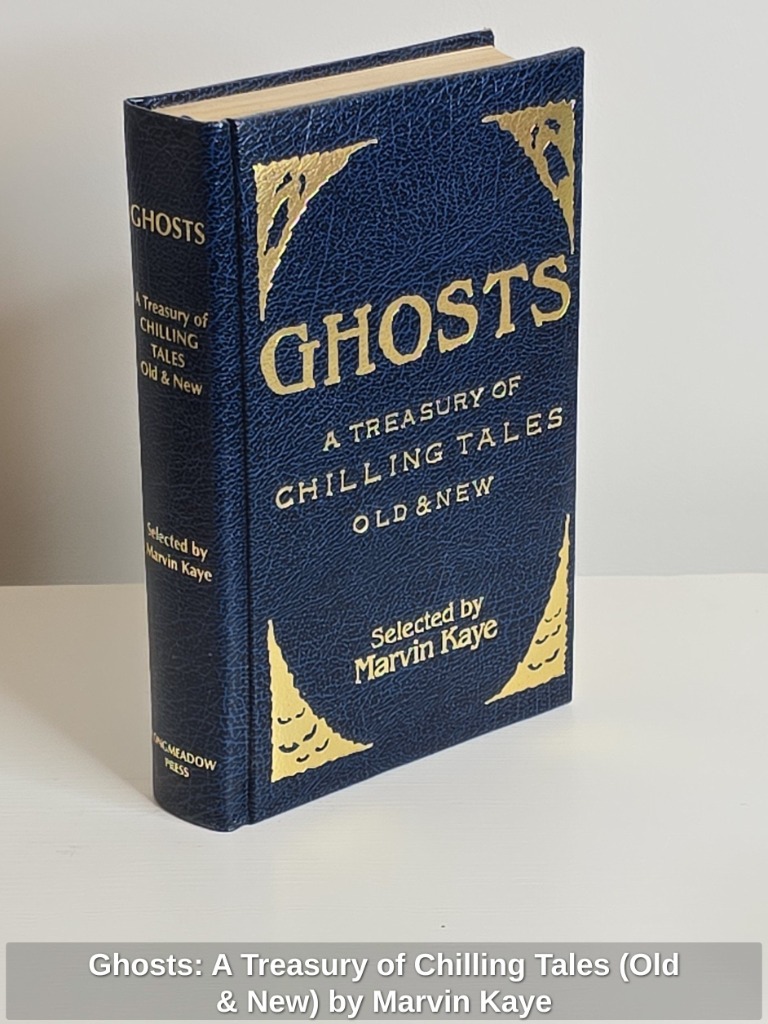 GHOSTS
A Treasury of
CHILLING
TALES
Old & New
Selected by
Marvin Kaye
LONGMEADOW
PRESS
GHOSTS
A TREASURY OF
CHILLING TALES
OLD & NEW
Selected by
Marvin Kaye
Ghosts: A Treasury of Chilling Tales (Old
& New) by Marvin Kaye